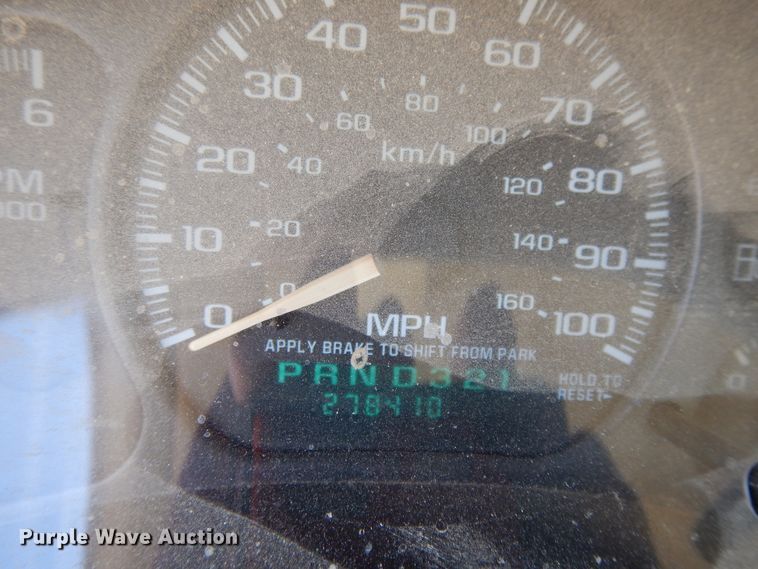 50
40 60
6 30 80 70
60 100
km/h
PM 20 40 120 80
000
10 20 140 90
0 0 160 100
MPH
APPLY BRAKE TO SHIFT FROM PARK
PRND321 HOLD TO
278410 RESET
0
Purple Wave Auction